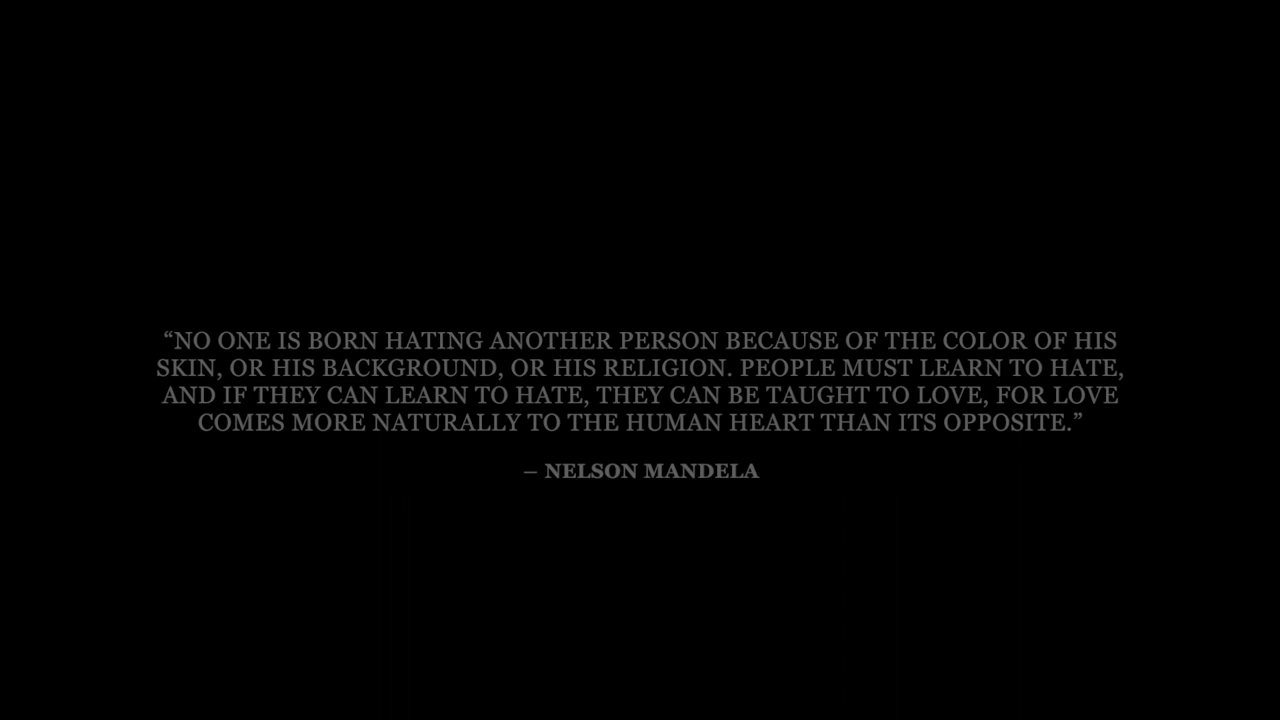 “NO ONE IS BORN HATING ANOTHER PERSON BECAUSE OF THE COLOR OF HIS
SKIN, OR HIS BACKGROUND, OR HIS RELIGION. PEOPLE MUST LEARN TO HATE,
AND IF THEY CAN LEARN TO HATE, THEY CAN BE TAUGHT TO LOVE, FOR LOVE
COMES MORE NATURALLY TO THE HUMAN HEART THAN ITS OPPOSITE.”
– NELSON MANDELA